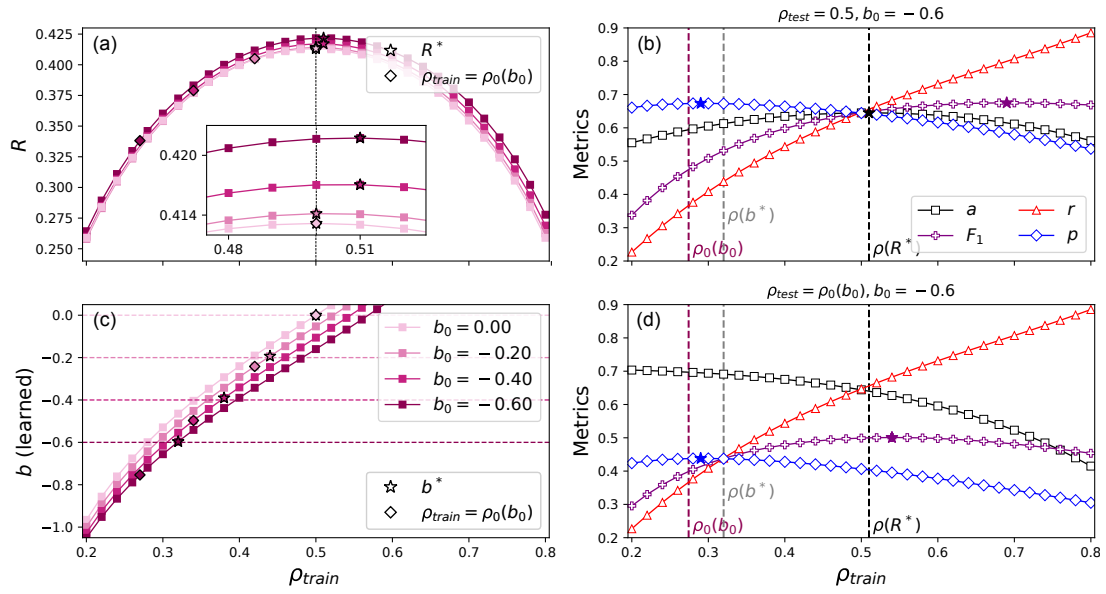 (a)
R
0.425
0.400
0.375
0.350
0.325
0.300
0.275
0.250
R*
ρtrain = ρ0(b0)
0.420
0.414
0.48
0.51
ρtest = 0.5, b0 = −0.6
(b)
Metrics
0.9
0.8
0.7
0.6
0.5
0.4
0.3
0.2
ρ0(b0)
ρ(b*)
ρ(R*)
a
F1
r
p
(c)
b (learned)
0.0
−0.2
−0.4
−0.6
−0.8
−1.0
b0 = 0.00
b0 = −0.20
b0 = −0.40
b0 = −0.60
b*
ρtrain = ρ0(b0)
0.2 0.3 0.4 0.5 0.6 0.7 0.8
ρtrain
ρtest = ρ0(b0), b0 = −0.6
(d)
Metrics
0.9
0.8
0.7
0.6
0.5
0.4
0.3
0.2
ρ0(b0)
ρ(b*)
ρ(R*)
0.2 0.3 0.4 0.5 0.6 0.7 0.8
ρtrain